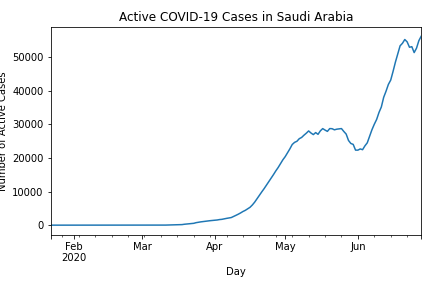 Active COVID-19 Cases in Saudi Arabia
Number of Active Cases
50000
40000
30000
20000
10000
0
Feb
2020
Mar
Apr
May
Jun
Day